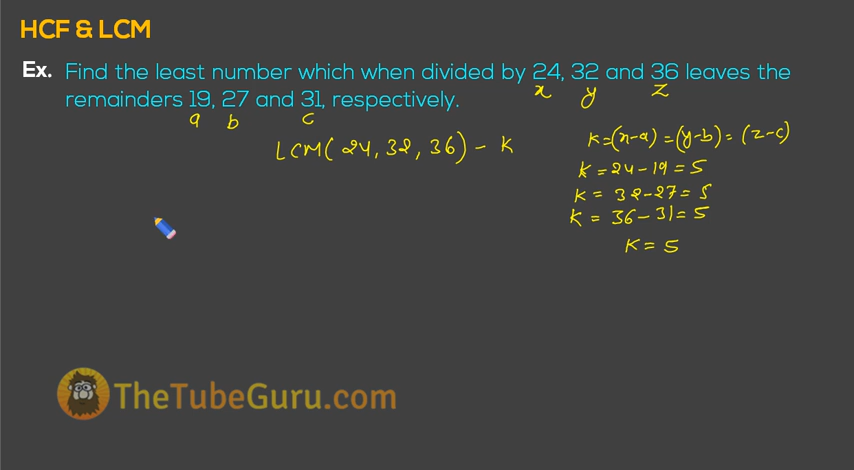 HCF & LCM
Ex. Find the least number which when divided by 24, 32 and 36 leaves the
remainders 19, 27 and 31, respectively.
x y z
a b c
LCM( 24, 32, 36) - K
K=(x-a) =(y-b)= (z-c)
K = 24-19 = 5
K = 32-27= 5
K = 36-31= 5
K = 5
TheTubeGuru.com